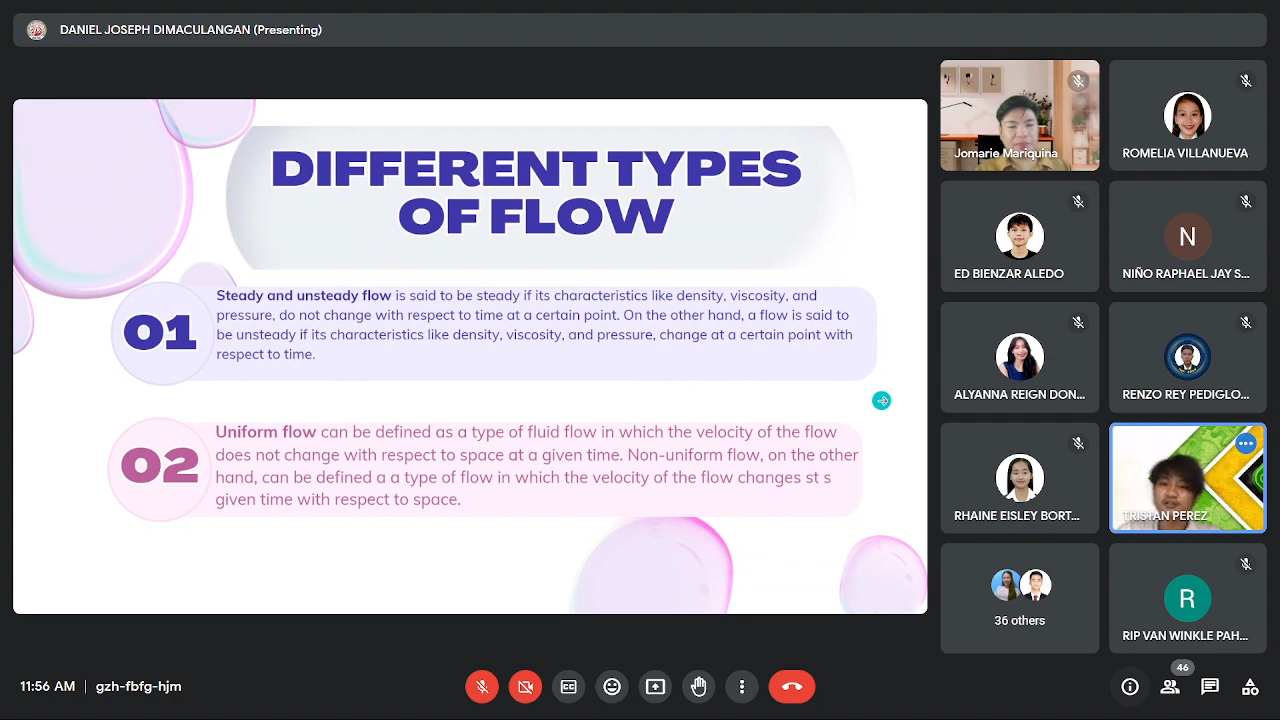 DANIEL JOSEPH DIMACULANGAN (Presenting)
DIFFERENT TYPES
OF FLOW
01
Steady and unsteady flow is said to be steady if its characteristics like density, viscosity, and
pressure, do not change with respect to time at a certain point. On the other hand, a flow is said to
be unsteady if its characteristics like density, viscosity, and pressure, change at a certain point with
respect to time.
02
Uniform flow can be defined as a type of fluid flow in which the velocity of the flow
does not change with respect to space at a given time. Non-uniform flow, on the other
hand, can be defined a a type of flow in which the velocity of the flow changes st s
given time with respect to space.
Jomarie Mariquina
ROMELIA VILLANUEVA
ED BIENZAR ALEDO
N
NIÑO RAPHAEL JAY S...
ALYANNA REIGN DON...
RENZO REY PEDIGLO...
RHAINE EISLEY BORT...
TRISTAN PEREZ
36 others
R
RIP VAN WINKLE PAH...
11:56 AM | gzh-fbfg-hjm
46